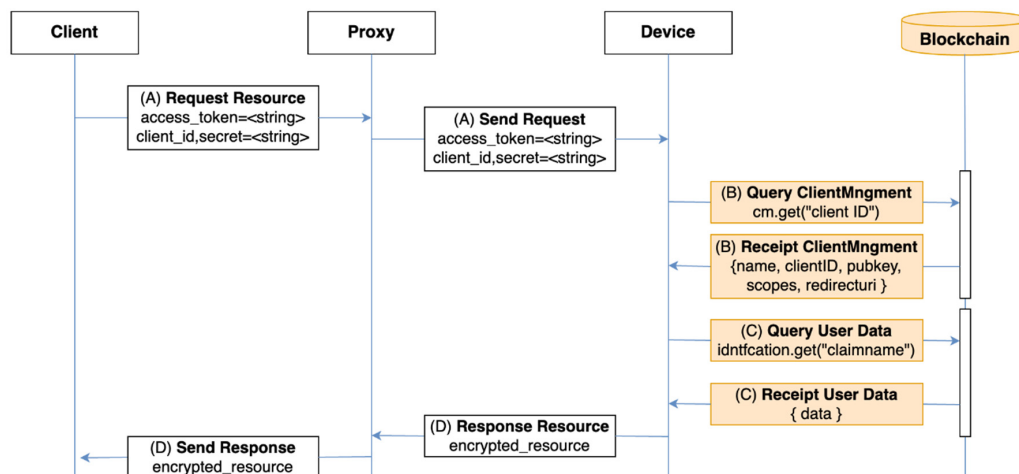 Client
Proxy
Device
Blockchain
(A) Request Resource
access_token=<string>
client_id,secret=<string>
(A) Send Request
access_token=<string>
client_id,secret=<string>
(B) Query ClientMngment
cm.get("client ID")
(B) Receipt ClientMngment
{name, clientID, pubkey,
scopes, redirecturi }
(C) Query User Data
idntfcation.get("claimname")
(C) Receipt User Data
{ data }
(D) Response Resource
encrypted_resource
(D) Send Response
encrypted_resource